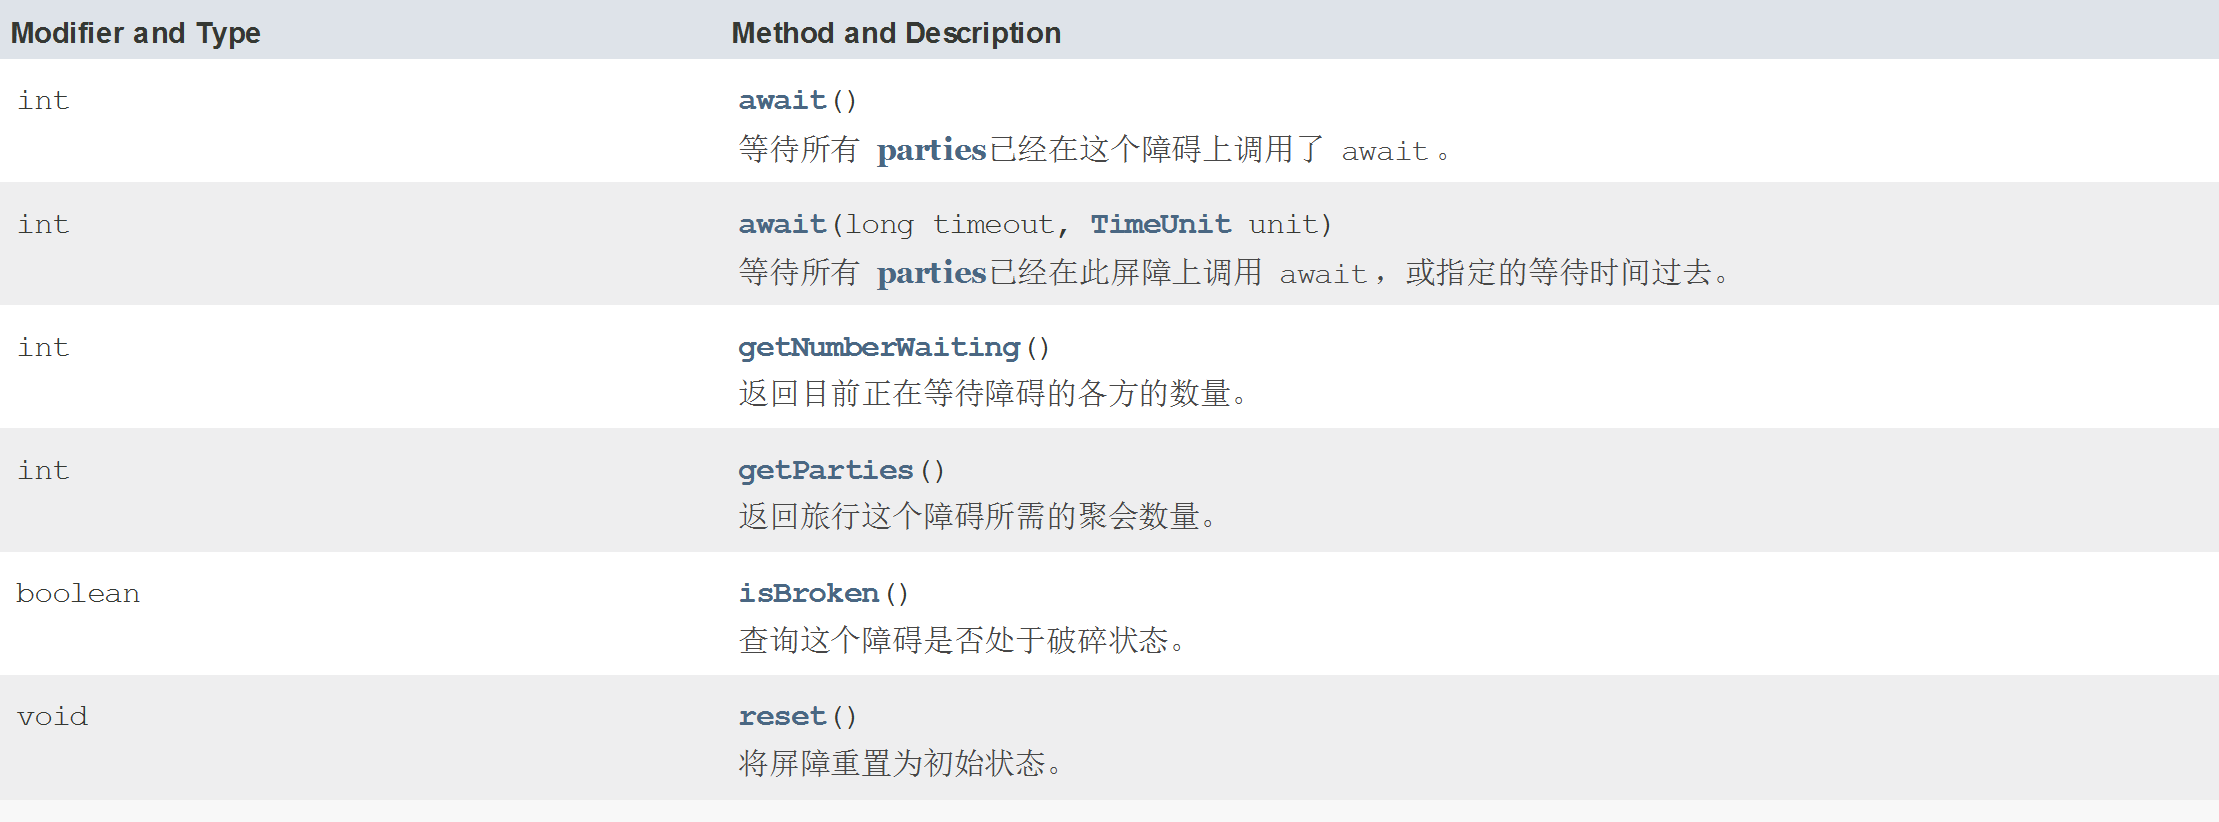 Modifier and Type Method and Description
int await()
等待所有 parties已经在这个障碍上调用了 await。
int await(long timeout, TimeUnit unit)
等待所有 parties已经在此屏障上调用 await，或指定的等待时间过去。
int getNumberWaiting()
返回目前正在等待障碍的各方的数量。
int getParties()
返回旅行这个障碍所需的聚会数量。
boolean isBroken()
查询这个障碍是否处于破碎状态。
void reset()
将屏障重置为初始状态。